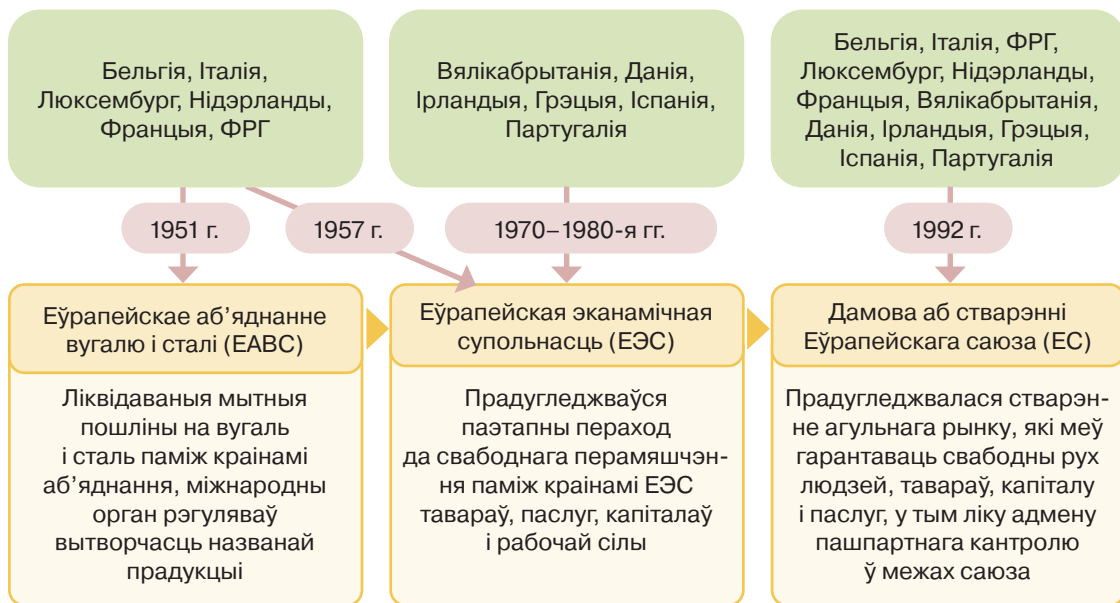 Бельгія, Італія,
Люксембург, Нідэрланды,
Францыя, ФРГ
Вялікабрытанія, Данія,
Ірландыя, Грэцыя, Іспанія,
Партугалія
Бельгія, Італія, ФРГ,
Люксембург, Нідэрланды,
Францыя, Вялікабрытанія,
Данія, Ірландыя, Грэцыя,
Іспанія, Партугалія
1951 г.
1957 г.
1970–1980-я гг.
1992 г.
Еўрапейскае аб’яднанне
вугалю і сталі (ЕАВС)
Ліквідаваныя мытныя
пошліны на вугаль
і сталь паміж краінамі
аб’яднання, міжнародны
орган рэгуляваў
вытворчасць названай
прадукцыі
Еўрапейская эканамічная
супольнасць (ЕЭС)
Прадугледжваўся
паэтапны пераход
да свабоднага перамяшчэн-
ня паміж краінамі ЕЭС
тавараў, паслуг, капіталаў
і рабочай сілы
Дамова аб стварэнні
Еўрапейскага саюза (ЕС)
Прадугледжвалася стварэн-
не агульнага рынку, які меў
гарантаваць свабодны рух
людзей, тавараў, капіталу
і паслуг, у тым ліку адмену
пашпартнага кантролю
ў межах саюза